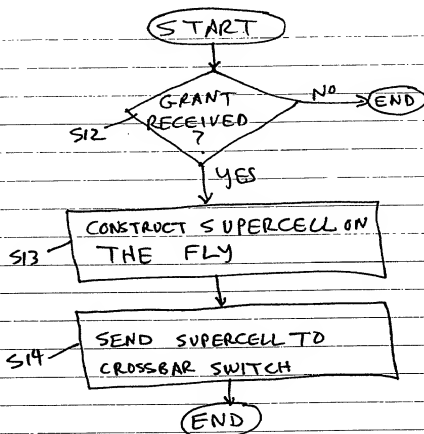 START
GRANT
RECEIVED
?
NO
END
S12
YES
CONSTRUCT SUPERCELL ON
THE FLY
S13
SEND SUPERCELL TO
CROSSBAR SWITCH
S14
END